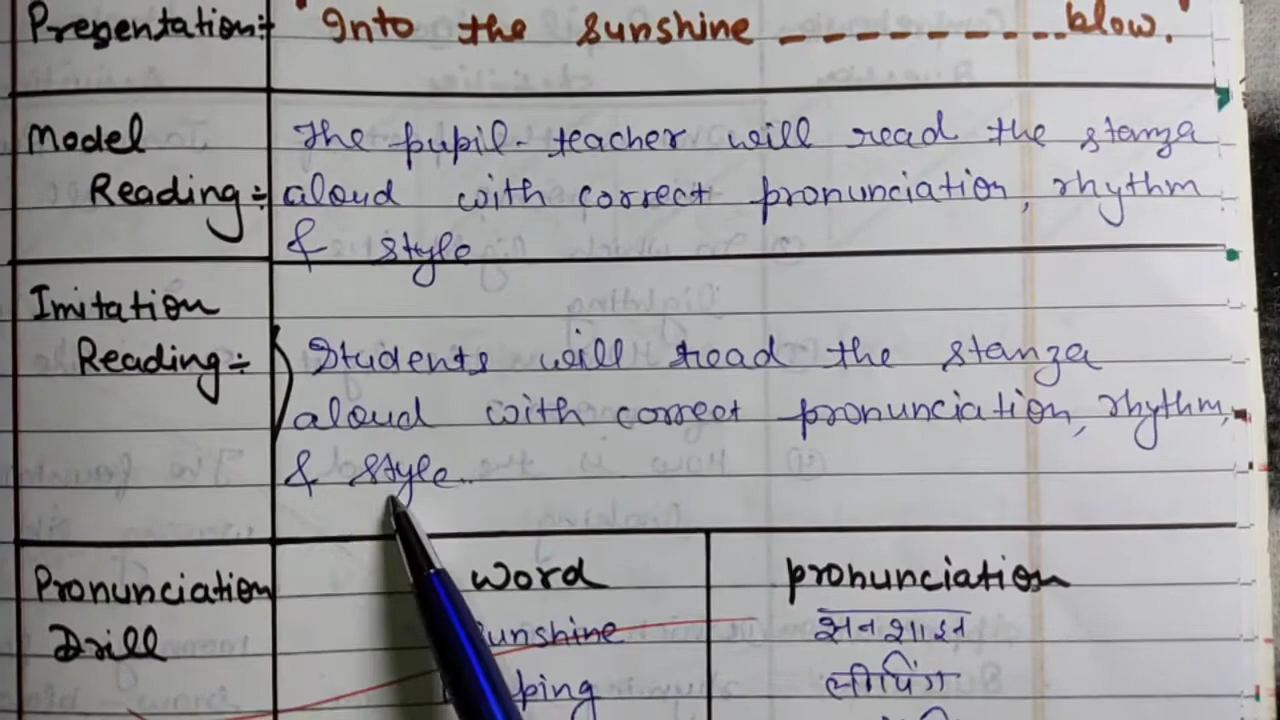 Presentation:- "Into the sunshine ----------blow."
Model The pupil-teacher will read the stanza
Reading:- aloud with correct pronunciation, rhythm
& style
Imitation
Reading:- Students will read the stanza
aloud with correct pronunciation, rhythm,
& style.
Pronunciation word pronunciation
Drill sunshine सनशाइन
ping लीपिंग